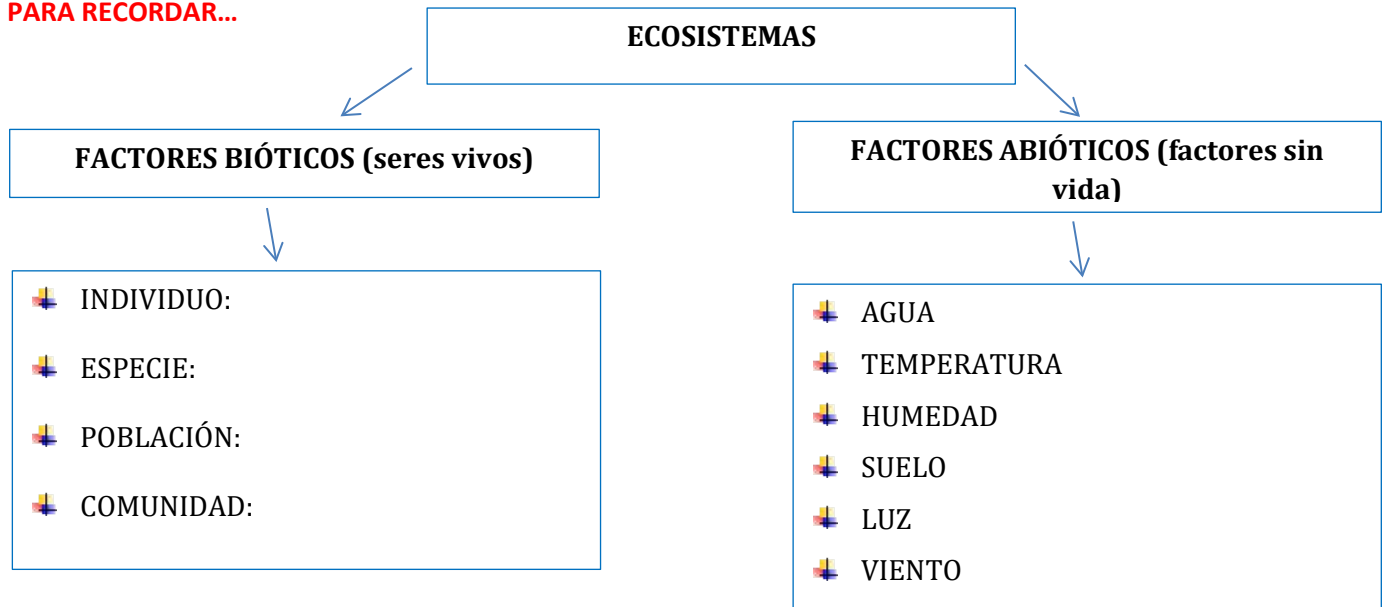 PARA RECORDAR…
ECOSISTEMAS
FACTORES BIÓTICOS (seres vivos)
FACTORES ABIÓTICOS (factores sin
vida)
INDIVIDUO:
ESPECIE:
POBLACIÓN:
COMUNIDAD:
AGUA
TEMPERATURA
HUMEDAD
SUELO
LUZ
VIENTO